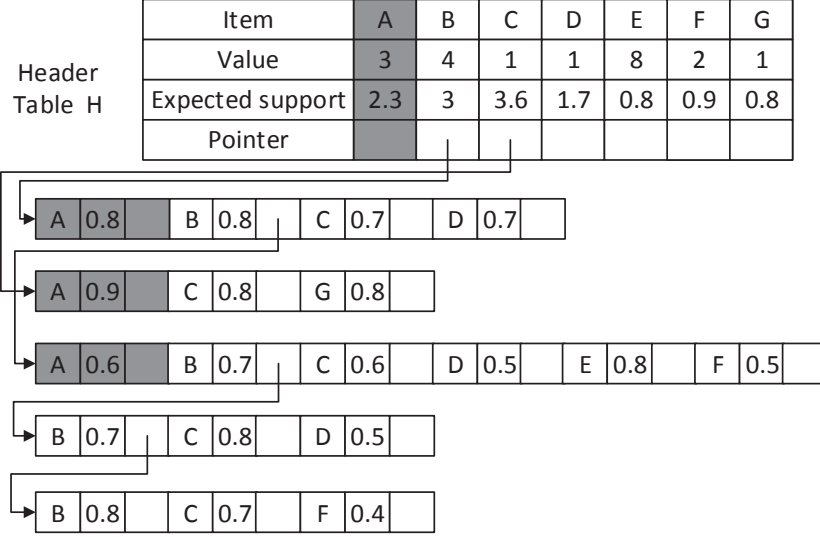 Item A B C D E F G
Header Table H
Value 3 4 1 1 8 2 1
Expected support 2.3 3 3.6 1.7 0.8 0.9 0.8
Pointer
A 0.8 B 0.8 C 0.7 D 0.7
A 0.9 C 0.8 G 0.8
A 0.6 B 0.7 C 0.6 D 0.5 E 0.8 F 0.5
B 0.7 C 0.8 D 0.5
B 0.8 C 0.7 F 0.4